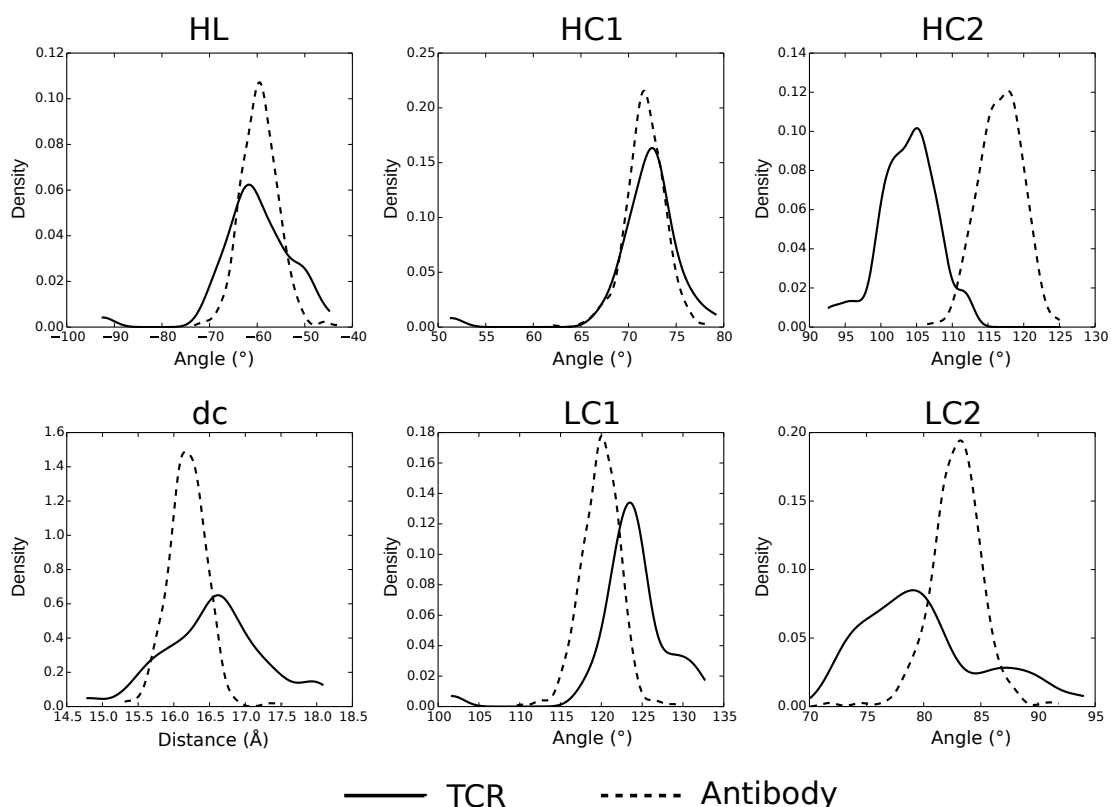 HL
0.12
0.10
0.08
0.06
0.04
0.02
0.00
Density
−100 −90 −80 −70 −60 −50 −40
Angle (°)
HC1
0.25
0.20
0.15
0.10
0.05
0.00
Density
50 55 60 65 70 75 80
Angle (°)
HC2
0.14
0.12
0.10
0.08
0.06
0.04
0.02
0.00
Density
90 95 100 105 110 115 120 125 130
Angle (°)
dc
1.6
1.4
1.2
1.0
0.8
0.6
0.4
0.2
0.0
Density
14.5 15.0 15.5 16.0 16.5 17.0 17.5 18.0 18.5
Distance (Å)
LC1
0.18
0.16
0.14
0.12
0.10
0.08
0.06
0.04
0.02
0.00
Density
100 105 110 115 120 125 130 135
Angle (°)
LC2
0.20
0.15
0.10
0.05
0.00
Density
70 75 80 85 90 95
Angle (°)
TCR Antibody